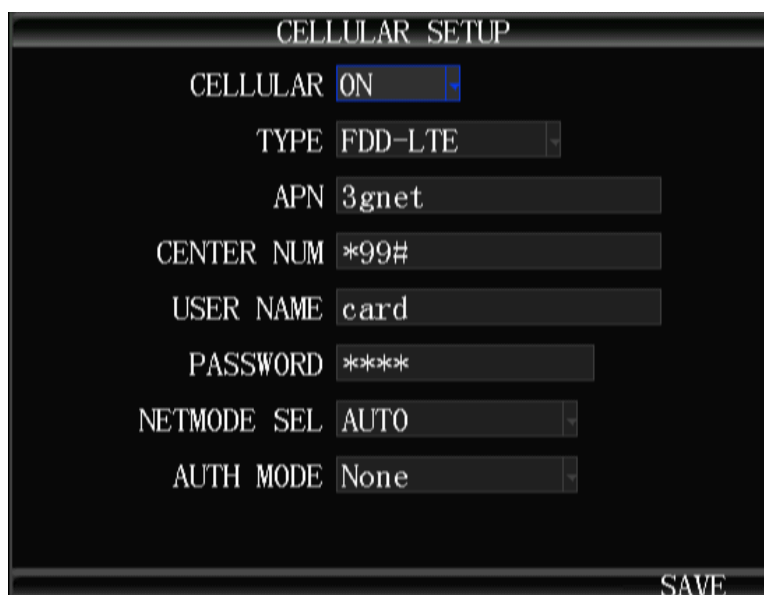 CELLULAR SETUP
CELLULAR ON
TYPE FDD-LTE
APN 3gnet
CENTER NUM *99#
USER NAME card
PASSWORD ****
NETMODE SEL AUTO
AUTH MODE None
SAVE